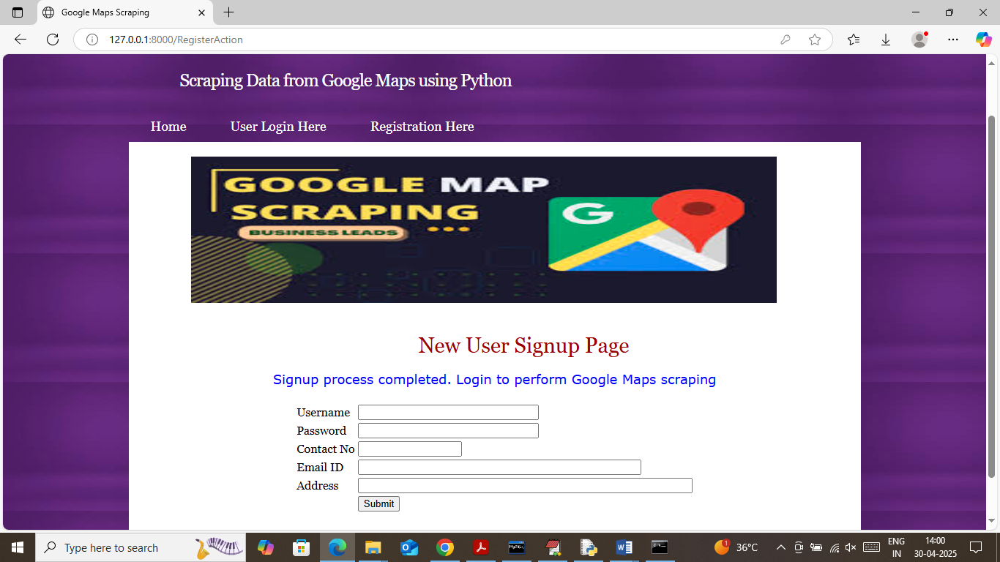 Google Maps Scraping
127.0.0.1:8000/RegisterAction
Scraping Data from Google Maps using Python
Home User Login Here Registration Here
GOOGLE MAP
SCRAPING
BUSINESS LEADS
G
New User Signup Page
Signup process completed. Login to perform Google Maps scraping
Username
Password
Contact No
Email ID
Address
Submit
Type here to search
MySQL
W
1
36°C
ENG
IN
14:00
30-04-2025